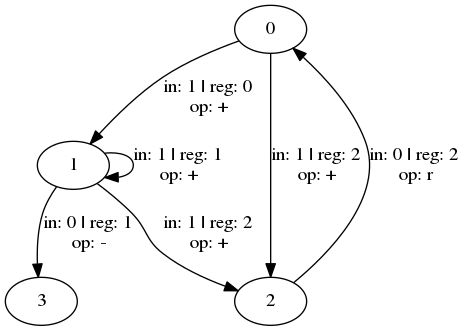 0
in: 1 | reg: 0
op: +
1
in: 1 | reg: 1
op: +
in: 1 | reg: 2
op: +
in: 0 | reg: 2
op: r
in: 0 | reg: 1
op: -
in: 1 | reg: 2
op: +
3
2